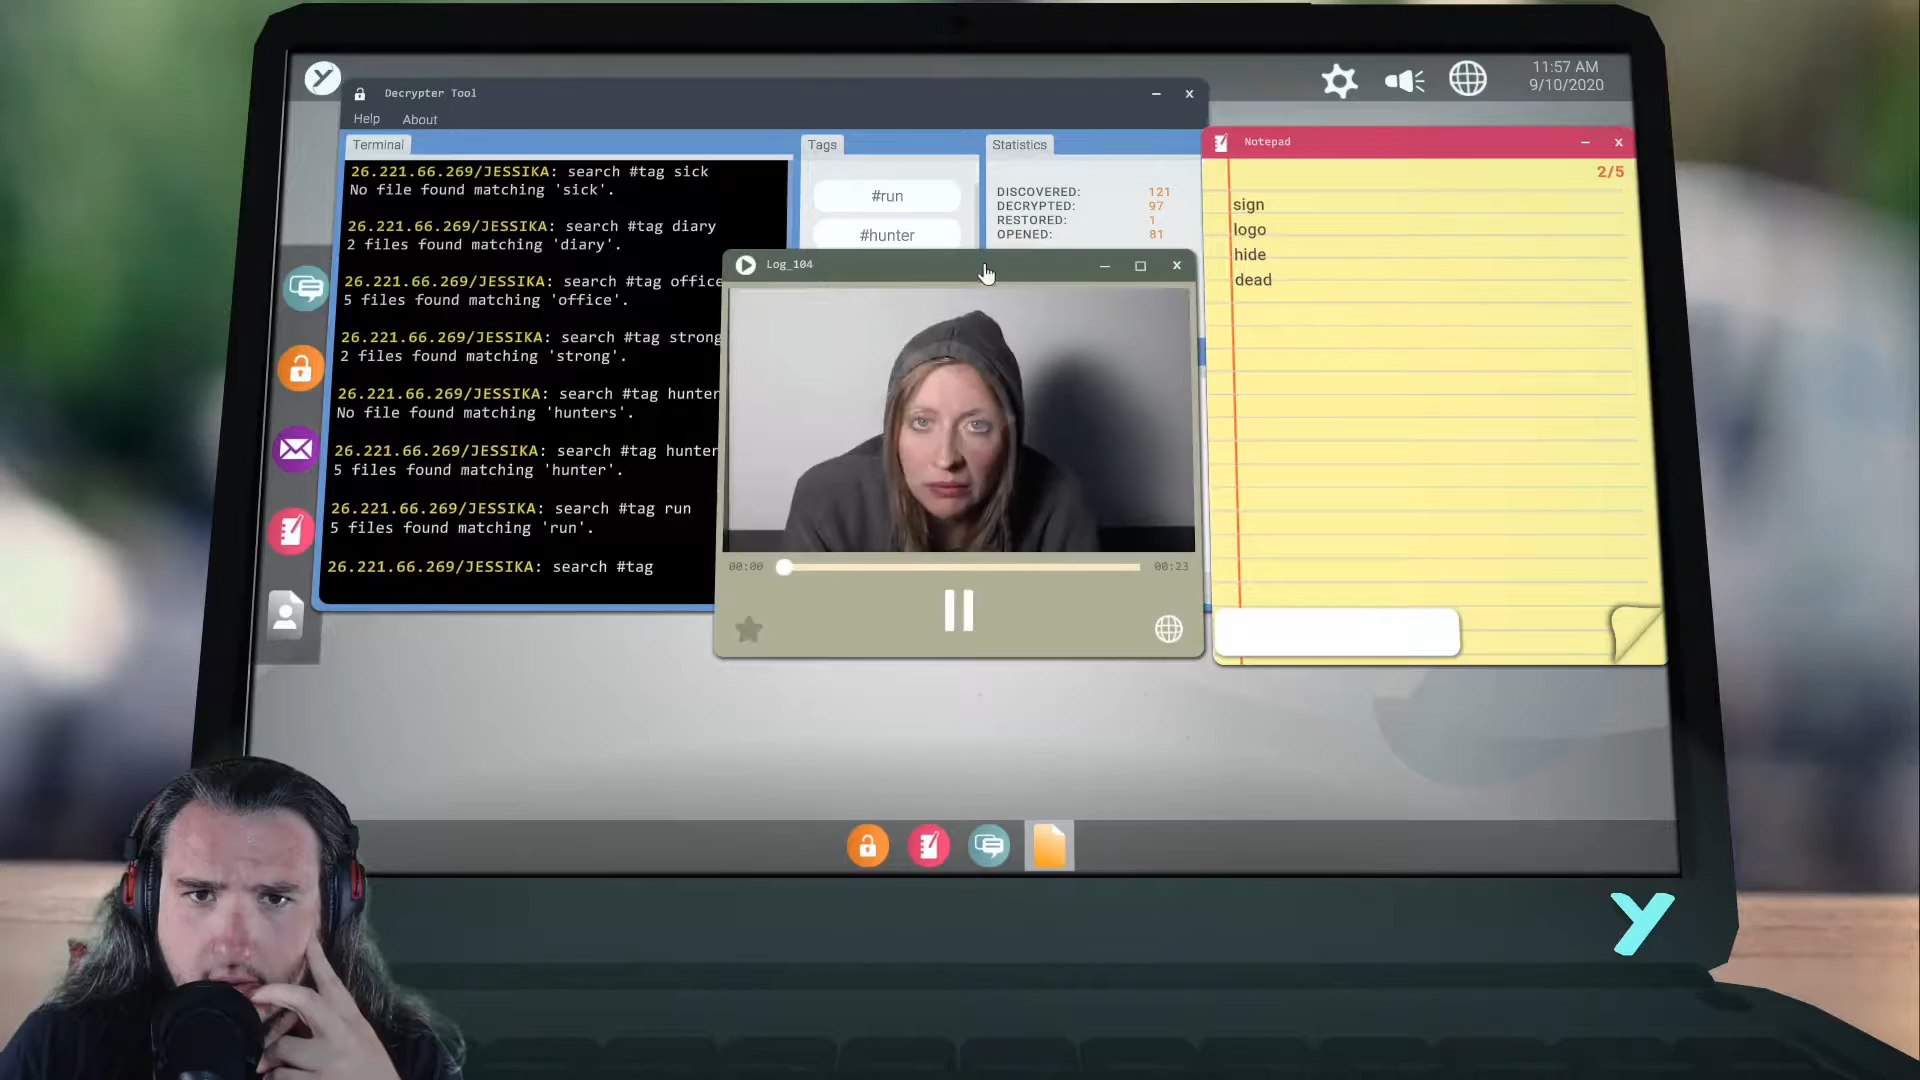 11:57 AM
9/10/2020
Decrypter Tool
Help About
Terminal
Tags
Statistics
26.221.66.269/JESSIKA: search #tag sick
No file found matching 'sick'.
26.221.66.269/JESSIKA: search #tag diary
2 files found matching 'diary'.
26.221.66.269/JESSIKA: search #tag office
5 files found matching 'office'.
26.221.66.269/JESSIKA: search #tag strong
2 files found matching 'strong'.
26.221.66.269/JESSIKA: search #tag hunter
No file found matching 'hunters'.
26.221.66.269/JESSIKA: search #tag hunter
5 files found matching 'hunter'.
26.221.66.269/JESSIKA: search #tag run
5 files found matching 'run'.
26.221.66.269/JESSIKA: search #tag
#run
#hunter
DISCOVERED: 121
DECRYPTED: 97
RESTORED: 1
OPENED: 81
Log_104
00:00
00:23
Notepad
2/5
sign
logo
hide
dead
Y